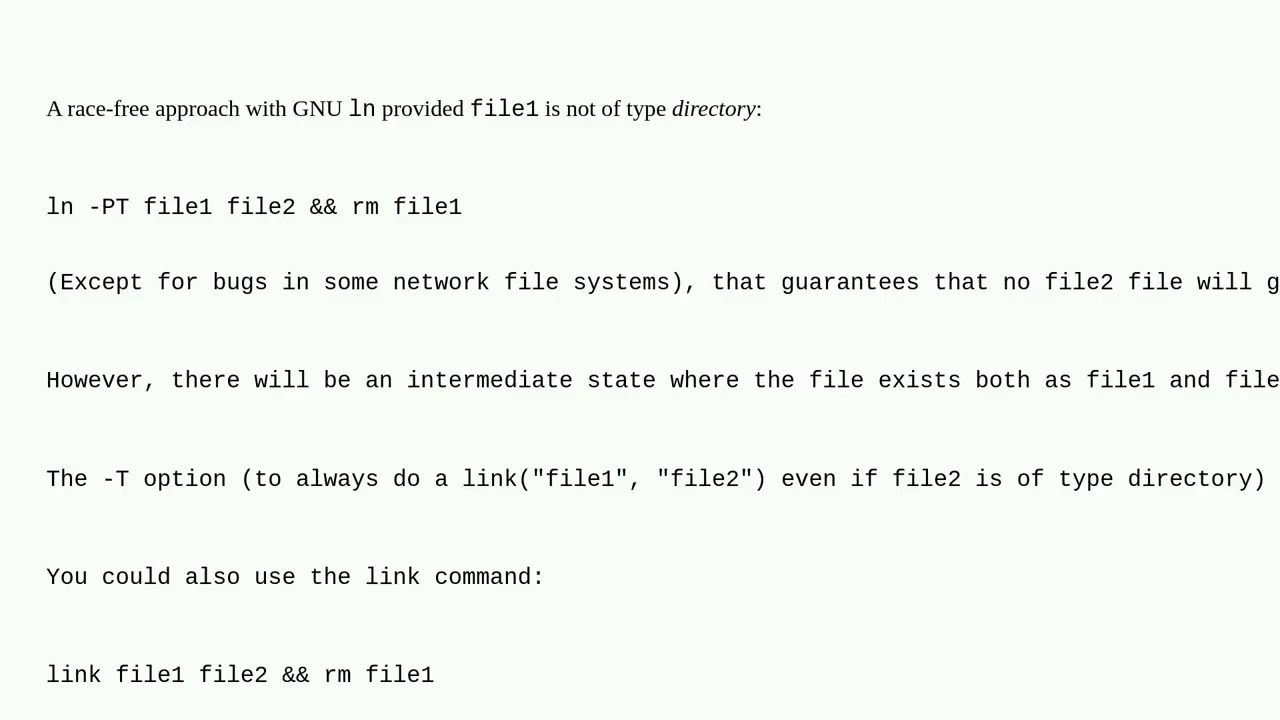 A race-free approach with GNU ln provided file1 is not of type directory:
ln -PT file1 file2 && rm file1
(Except for bugs in some network file systems), that guarantees that no file2 file will
However, there will be an intermediate state where the file exists both as file1 and
The -T option (to always do a link("file1", "file2") even if file2 is of type directory)
You could also use the link command:
link file1 file2 && rm file1